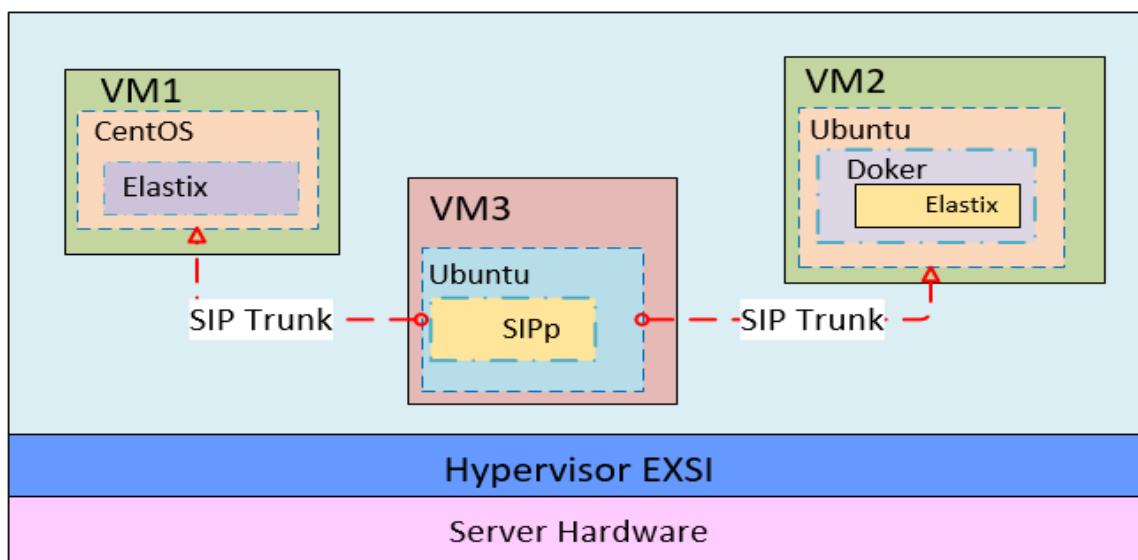 VM1
CentOS
Elastix
VM2
Ubuntu
Doker
Elastix
VM3
Ubuntu
SIPp
SIP Trunk
SIP Trunk
Hypervisor EXSI
Server Hardware